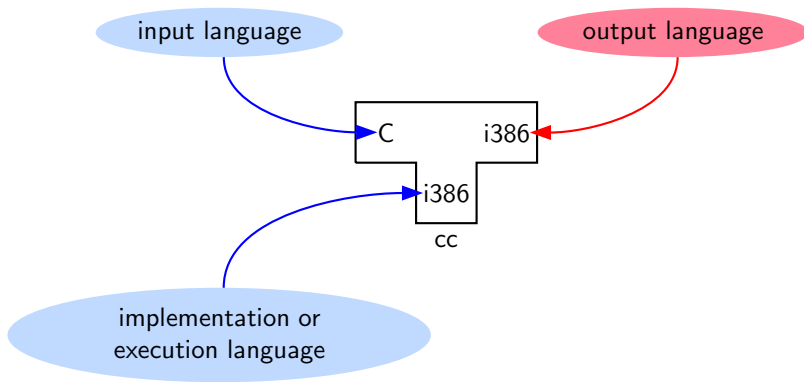 input language
output language
C
i386
i386
cc
implementation or
execution language